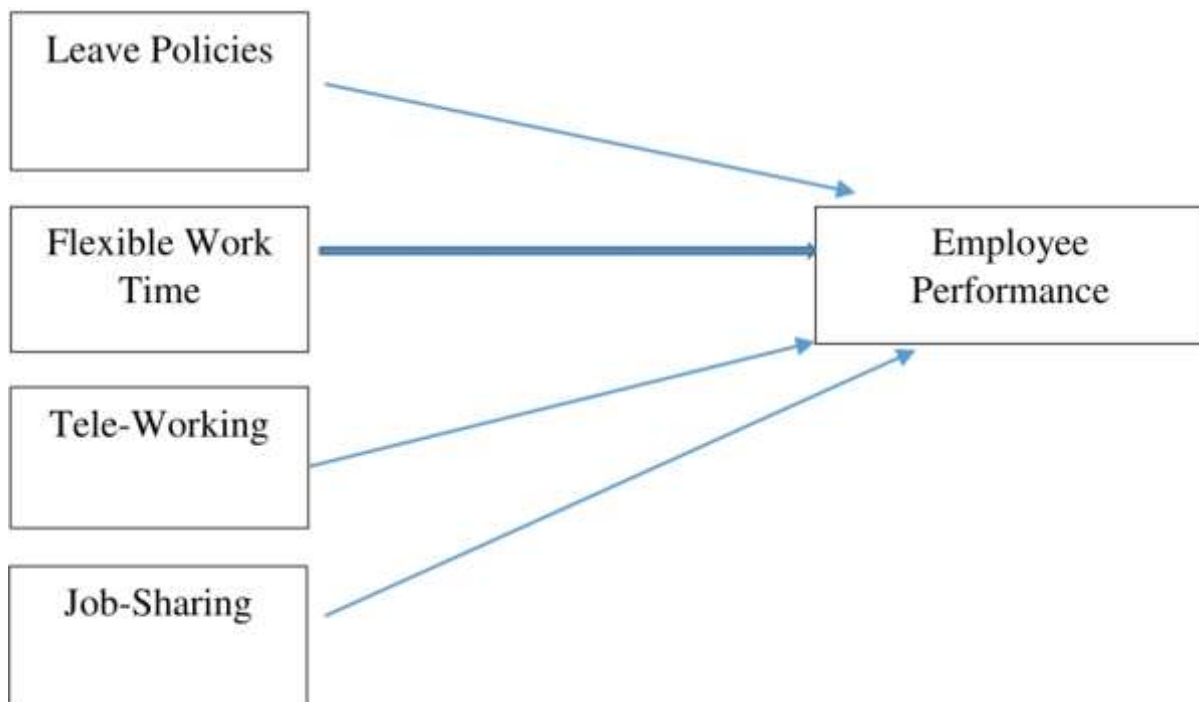 Leave Policies
Flexible Work
Time
Employee
Performance
Tele-Working
Job-Sharing